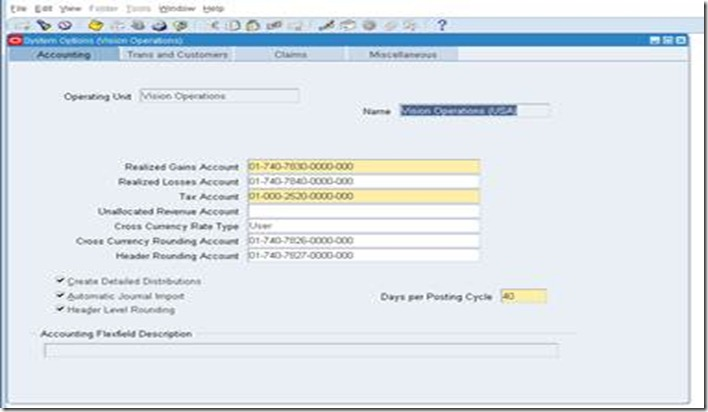 File Edit View Folder Tools Window Help
System Options (Vision Operations)
Accounting Trans and Customers Claims Miscellaneous
Operating Unit Vision Operations
Name Vision Operations (USA)
Realized Gains Account 01-740-7830-0000-000
Realized Losses Account 01-740-7840-0000-000
Tax Account 01-000-2520-0000-000
Unallocated Revenue Account
Cross Currency Rate Type User
Cross Currency Rounding Account 01-740-7826-0000-000
Header Rounding Account 01-740-7827-0000-000
Create Detailed Distributions
Automatic Journal Import Days per Posting Cycle 40
Header Level Rounding
Accounting Flexfield Description